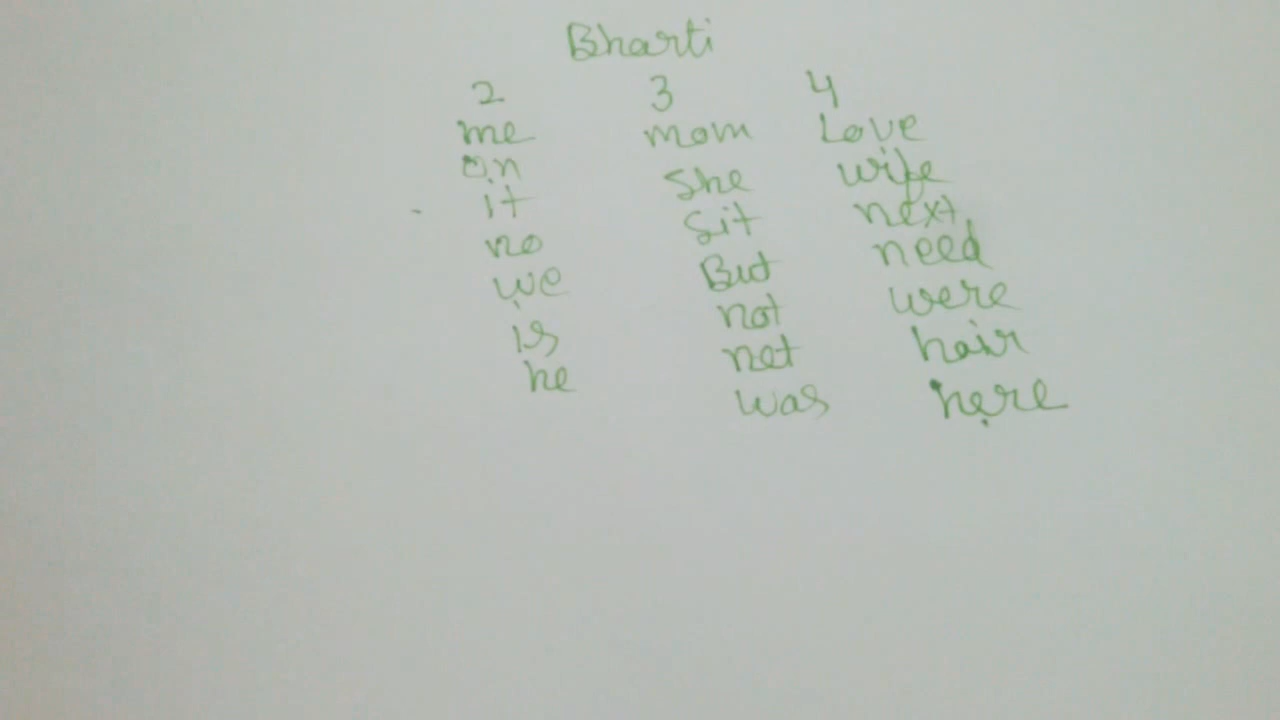 Bharti
2 3 4
me mom Love
on She wife
it Sit next
no But need
we not were
is net hair
he was here